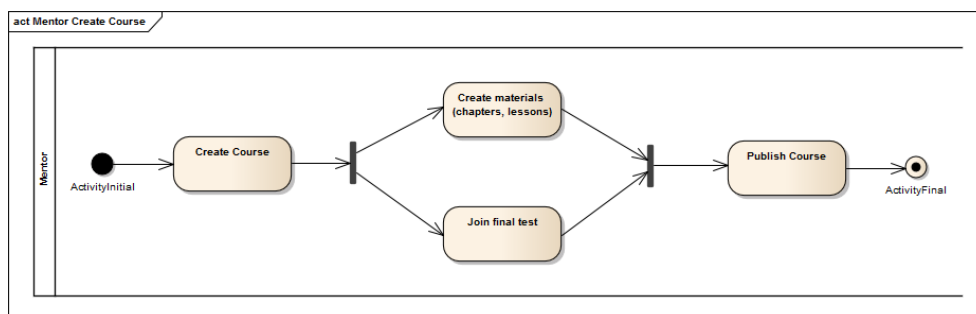 act Mentor Create Course
Mentor
ActivityInitial
Create Course
Create materials
(chapters, lessons)
Join final test
Publish Course
ActivityFinal